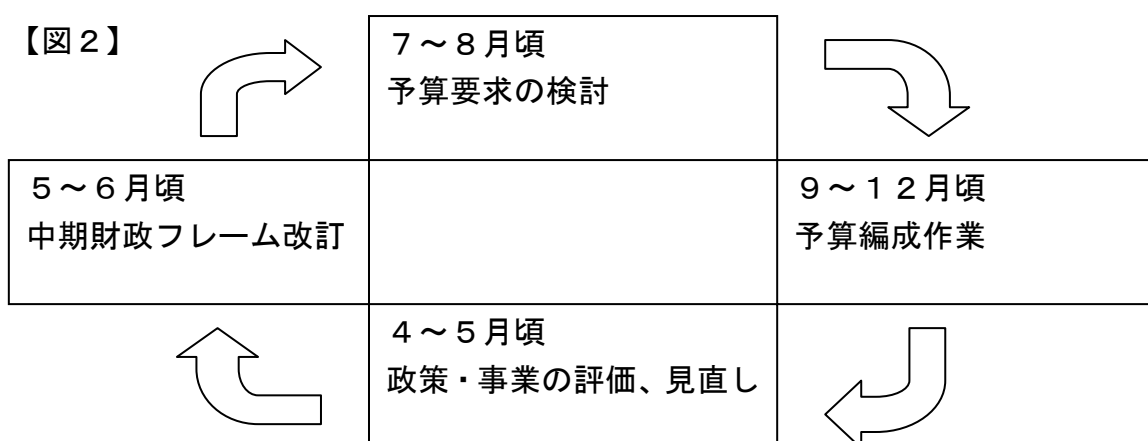 【図２】
７～８月頃
予算要求の検討
５～６月頃
中期財政フレーム改訂
９～１２月頃
予算編成作業
４～５月頃
政策・事業の評価、見直し